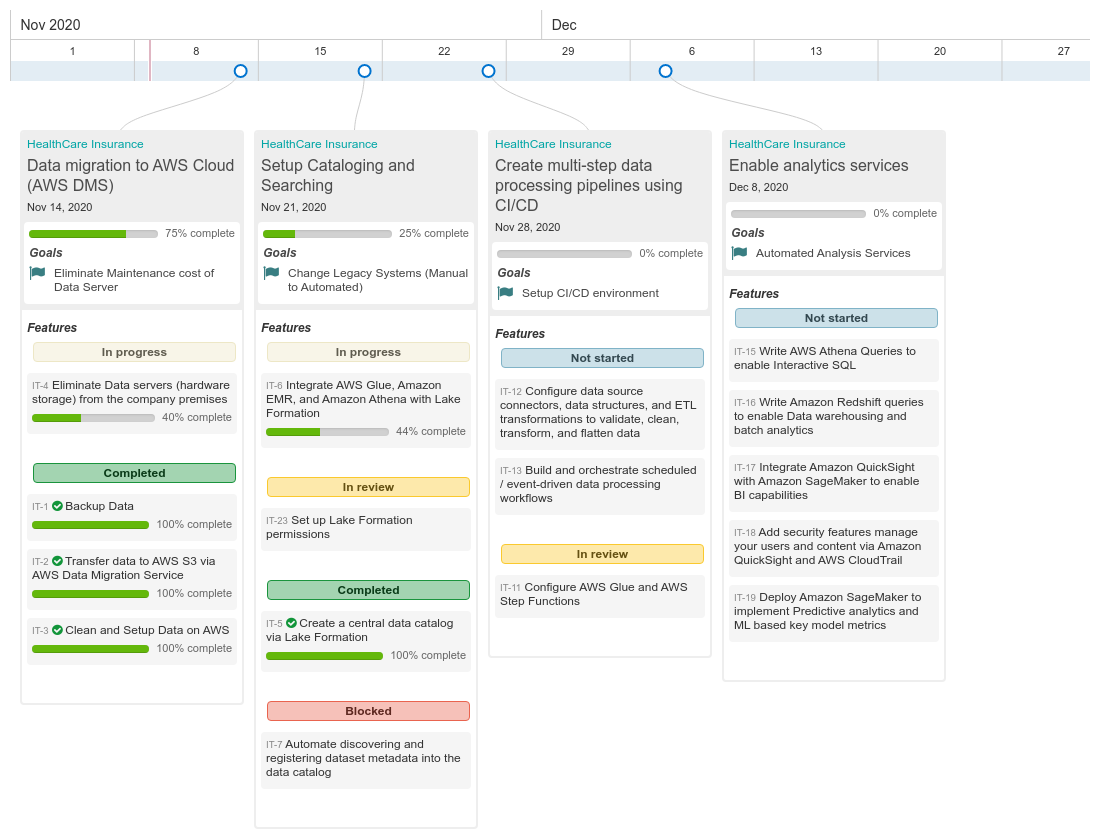 Nov 2020
Dec
1
8
15
22
29
6
13
20
27
HealthCare Insurance
Data migration to AWS Cloud
(AWS DMS)
Nov 14, 2020
75% complete
Goals
Eliminate Maintenance cost of
Data Server
Features
In progress
IT-4 Eliminate Data servers (hardware
storage) from the company premises
40% complete
Completed
IT-1 Backup Data
100% complete
IT-2 Transfer data to AWS S3 via
AWS Data Migration Service
100% complete
IT-3 Clean and Setup Data on AWS
100% complete
HealthCare Insurance
Setup Cataloging and
Searching
Nov 21, 2020
25% complete
Goals
Change Legacy Systems (Manual
to Automated)
Features
In progress
IT-6 Integrate AWS Glue, Amazon
EMR, and Amazon Athena with Lake
Formation
44% complete
In review
IT-23 Set up Lake Formation
permissions
Completed
IT-5 Create a central data catalog
via Lake Formation
100% complete
Blocked
IT-7 Automate discovering and
registering dataset metadata into the
data catalog
HealthCare Insurance
Create multi-step data
processing pipelines using
CI/CD
Nov 28, 2020
0% complete
Goals
Setup CI/CD environment
Features
Not started
IT-12 Configure data source
connectors, data structures, and ETL
transformations to validate, clean,
transform, and flatten data
IT-13 Build and orchestrate scheduled
/ event-driven data processing
workflows
In review
IT-11 Configure AWS Glue and AWS
Step Functions
HealthCare Insurance
Enable analytics services
Dec 8, 2020
0% complete
Goals
Automated Analysis Services
Features
Not started
IT-15 Write AWS Athena Queries to
enable Interactive SQL
IT-16 Write Amazon Redshift queries
to enable Data warehousing and
batch analytics
IT-17 Integrate Amazon QuickSight
with Amazon SageMaker to enable
BI capabilities
IT-18 Add security features manage
your users and content via Amazon
QuickSight and AWS CloudTrail
IT-19 Deploy Amazon SageMaker to
implement Predictive analytics and
ML based key model metrics